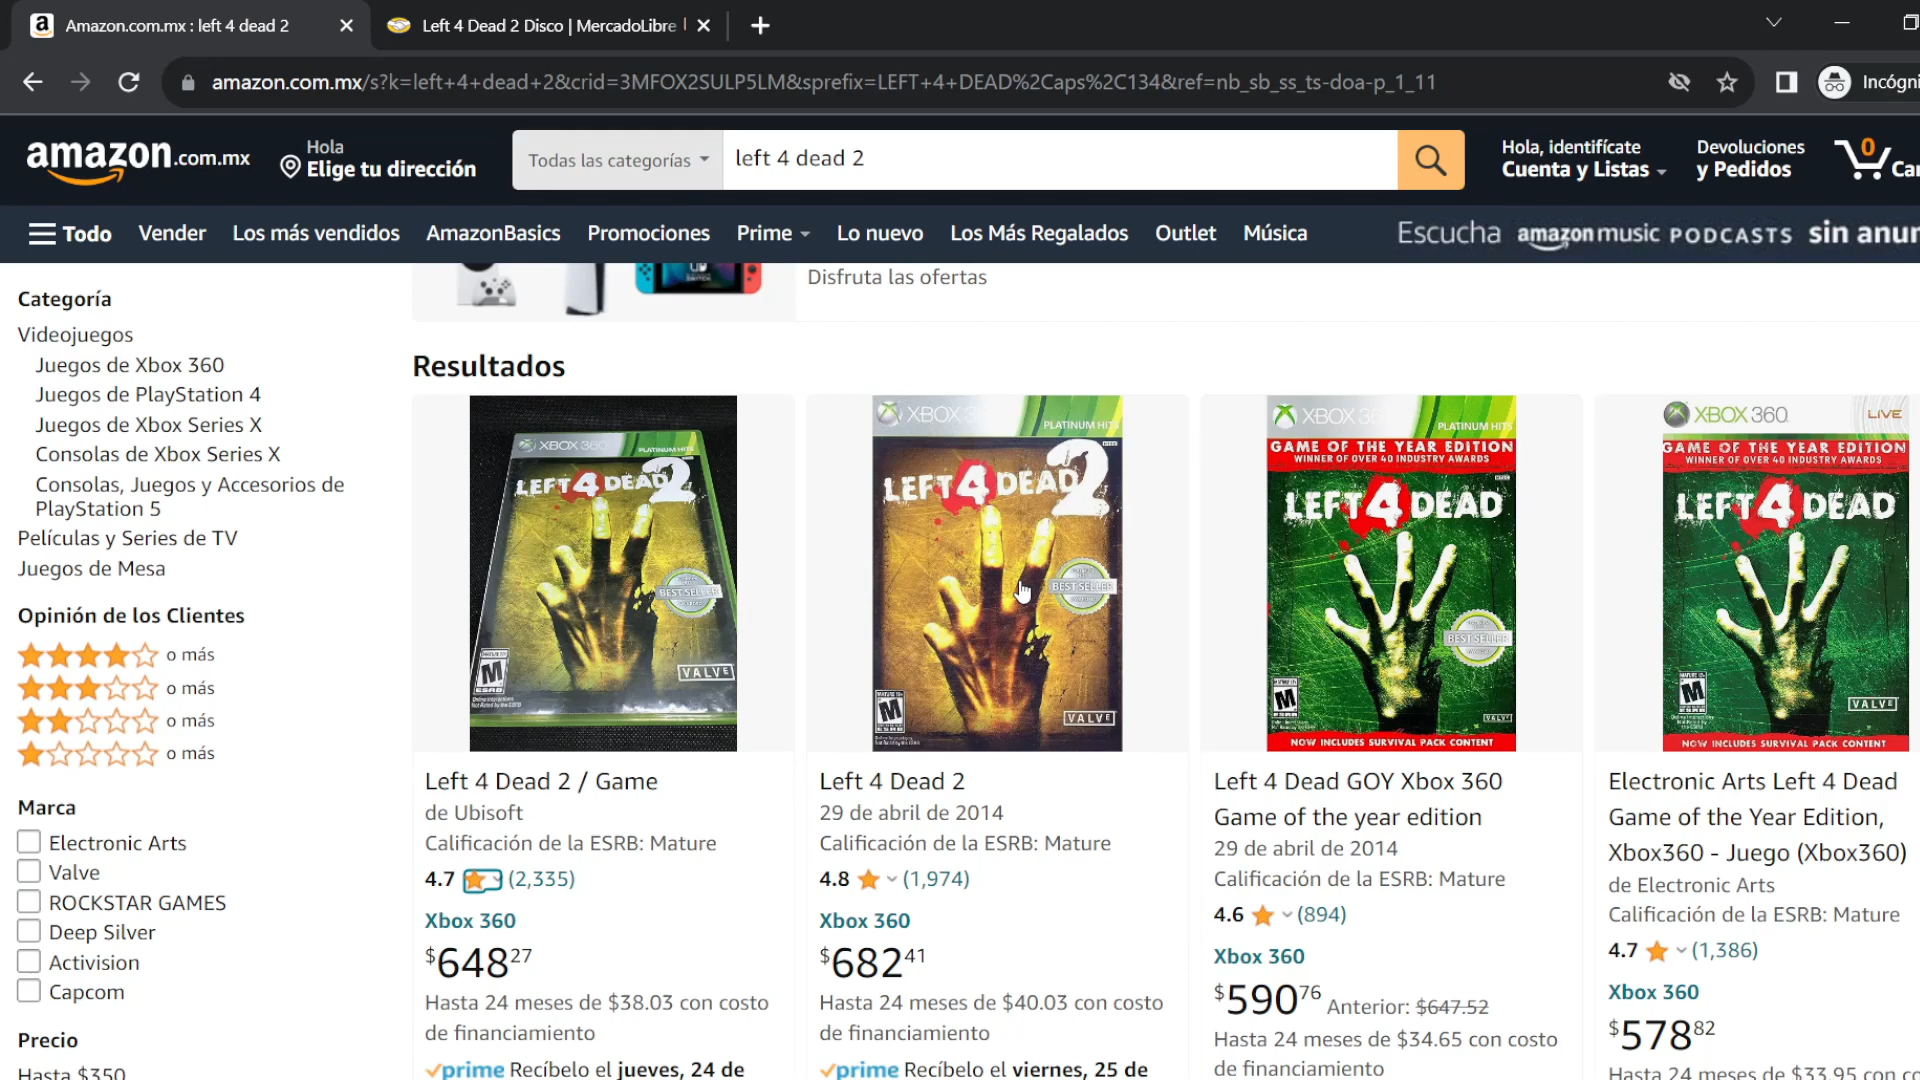 Amazon.com.mx : left 4 dead 2
Left 4 Dead 2 Disco | MercadoLibre
amazon.com.mx/s?k=left+4+dead+2&crid=3MFOX2SULP5LM&sprefix=LEFT+4+DEAD%2Caps%2C134&ref=nb_sb_ss_ts-doa-p_1_11
Incógni
amazon.com.mx
Hola
Elige tu dirección
Todas las categorías
left 4 dead 2
Hola, identifícate
Cuenta y Listas
Devoluciones
y Pedidos
0
Car
Todo
Vender
Los más vendidos
AmazonBasics
Promociones
Prime
Lo nuevo
Los Más Regalados
Outlet
Música
Escucha amazon music PODCASTS sin anun
Disfruta las ofertas
Categoría
Videojuegos
Juegos de Xbox 360
Juegos de PlayStation 4
Juegos de Xbox Series X
Consolas de Xbox Series X
Consolas, Juegos y Accesorios de
PlayStation 5
Películas y Series de TV
Juegos de Mesa
Opinión de los Clientes
o más
o más
o más
o más
Marca
Electronic Arts
Valve
ROCKSTAR GAMES
Deep Silver
Activision
Capcom
Precio
Hasta $350
Resultados
XBOX 360
PLATINUM HITS
LEFT 4 DEAD 2
BEST SELLER
M
VALVE
Left 4 Dead 2 / Game
de Ubisoft
Calificación de la ESRB: Mature
4.7 (2,335)
Xbox 360
$648 27
Hasta 24 meses de $38.03 con costo
de financiamiento
prime Recíbelo el jueves, 24 de
XBOX 3
PLATINUM HITS
LEFT 4 DEAD 2
BEST SELLER
M
VALVE
Left 4 Dead 2
29 de abril de 2014
Calificación de la ESRB: Mature
4.8 (1,974)
Xbox 360
$682 41
Hasta 24 meses de $40.03 con costo
de financiamiento
prime Recíbelo el viernes, 25 de
XBOX 36
PLATINUM HITS
GAME OF THE YEAR EDITION
WINNER OF OVER 40 INDUSTRY AWARDS
LEFT 4 DEAD
BEST SELLER
M
VALVE
NOW INCLUDES SURVIVAL PACK CONTENT
Left 4 Dead GOY Xbox 360
Game of the year edition
29 de abril de 2014
Calificación de la ESRB: Mature
4.6 (894)
Xbox 360
$590 76 Anterior: $647.52
Hasta 24 meses de $34.65 con costo
de financiamiento
XBOX 360
LIVE
GAME OF THE YEAR EDITION
WINNER OF OVER 40 INDUSTRY AWARDS
LEFT 4 DEAD
M
VALVE
NOW INCLUDES SURVIVAL PACK CONTENT
Electronic Arts Left 4 Dead
Game of the Year Edition,
Xbox360 - Juego (Xbox360)
de Electronic Arts
Calificación de la ESRB: Mature
4.7 (1,386)
Xbox 360
$578 82
Hasta 24 meses de $33.95 con co